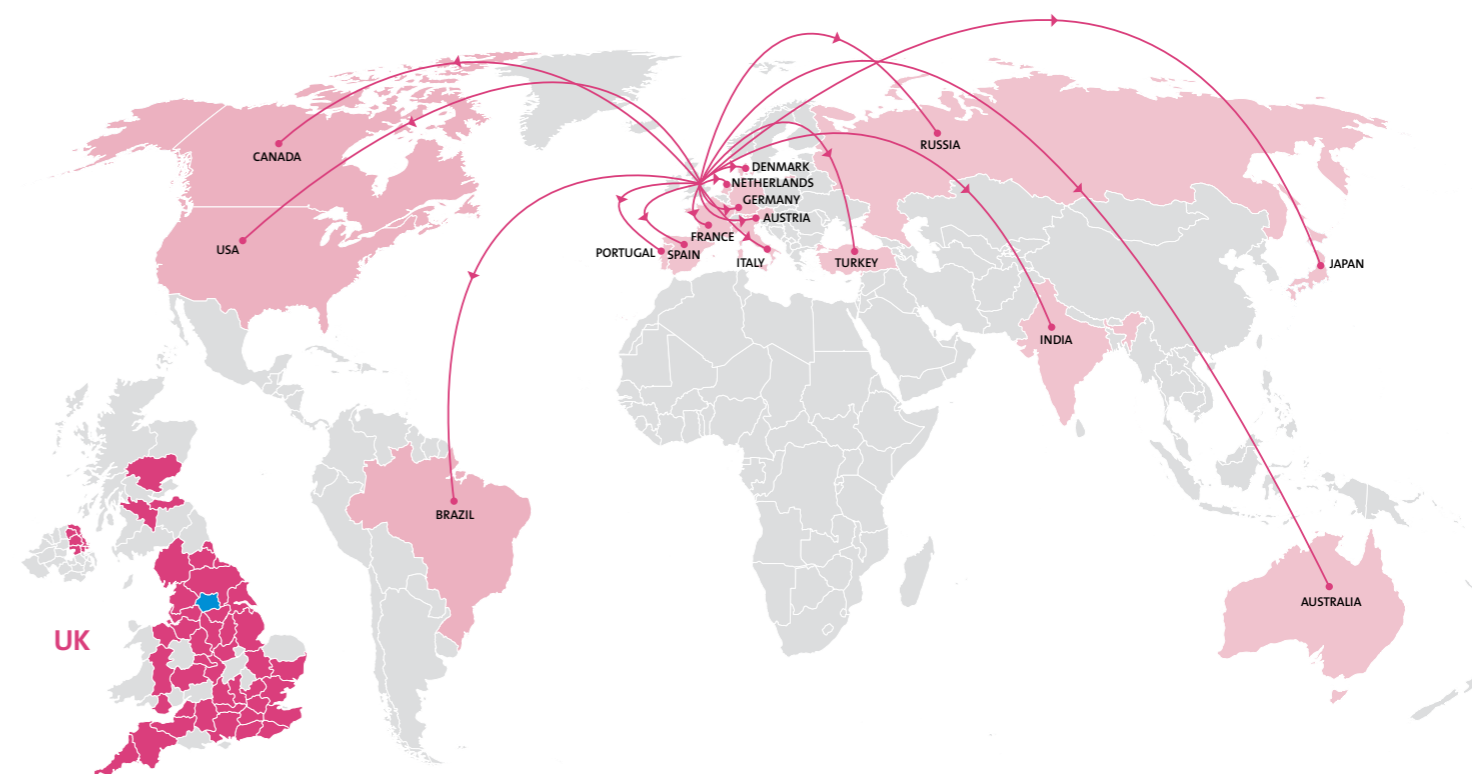 CANADA
RUSSIA
DENMARK
NETHERLANDS
GERMANY
AUSTRIA
FRANCE
USA
PORTUGAL
SPAIN
ITALY
TURKEY
JAPAN
INDIA
BRAZIL
AUSTRALIA
UK